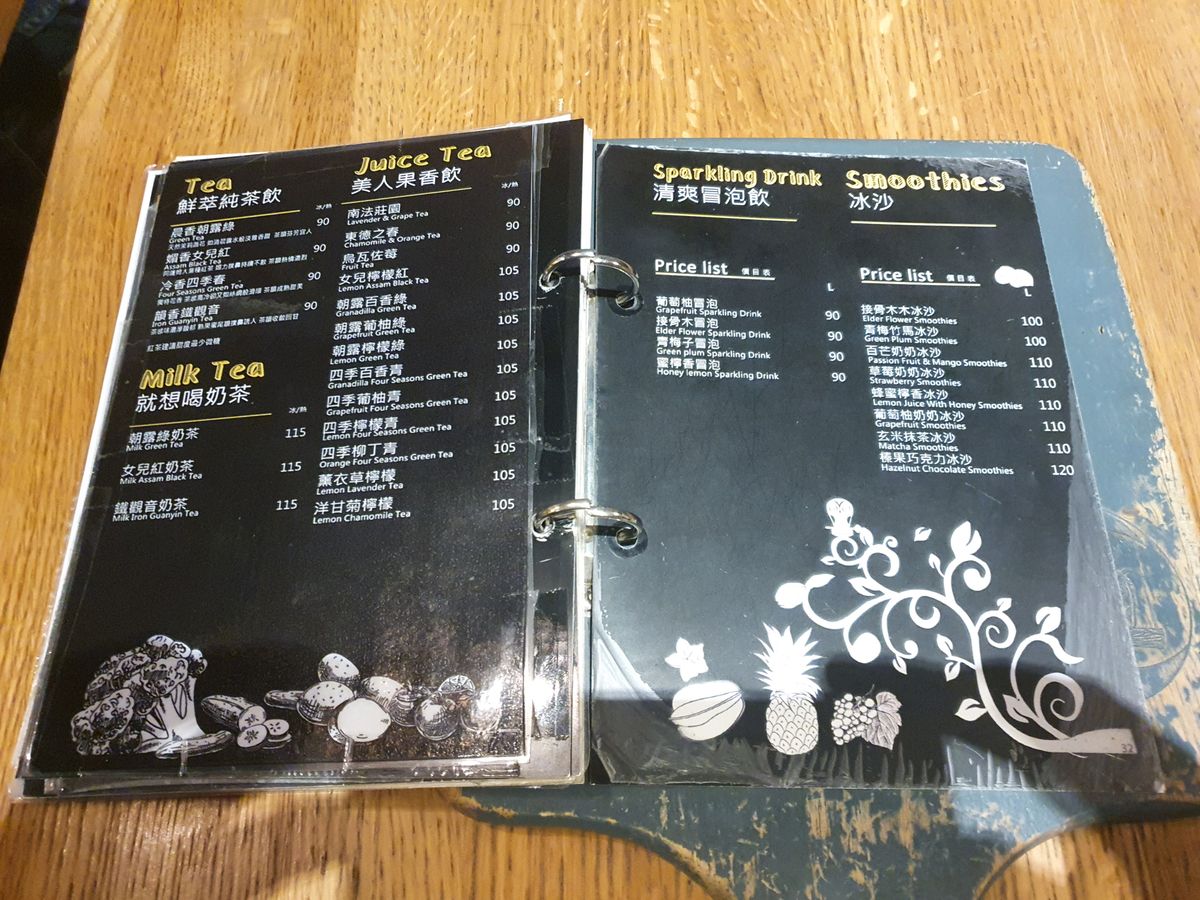 Tea
鮮萃純茶飲
冰/熱
晨香朝露綠 90
Green Tea
嬪香女兒紅 90
Assam Black Tea
冷香四季春 90
Four Seasons Green Tea
韻香鐵觀音 90
Iron Guanyin Tea
紅茶建議甜度最少微糖
Milk Tea
就想喝奶茶
冰/熱
朝露綠奶茶 115
Milk Green Tea
女兒紅奶茶 115
Milk Assam Black Tea
鐵觀音奶茶 115
Milk Iron Guanyin Tea
Juice Tea
美人果香飲
冰/熱
南法莊園 90
Lavender & Grape Tea
東德之春 90
Chamomile & Orange Tea
烏瓦佐莓 90
Fruit Tea
女兒檸檬紅 105
Lemon Assam Black Tea
朝露百香綠 105
Granadilla Green Tea
朝露葡柚綠 105
Grapefruit Green Tea
朝露檸檬綠 105
Lemon Green Tea
四季百香青 105
Granadilla Four Seasons Green Tea
四季葡柚青 105
Grapefruit Four Seasons Green Tea
四季檸檬青 105
Lemon Four Seasons Green Tea
四季柳丁青 105
Orange Four Seasons Green Tea
薰衣草檸檬 105
Lemon Lavender Tea
洋甘菊檸檬 105
Lemon Chamomile Tea
Sparkling Drink
清爽冒泡飲
Price list 價目表
L
葡萄柚冒泡 90
Grapefruit Sparkling Drink
接骨木冒泡 90
Elder Flower Sparkling Drink
青梅子冒泡 90
Green plum Sparkling Drink
蜜檸香冒泡 90
Honey lemon Sparkling Drink
Smoothies
冰沙
Price list 價目表
L
接骨木木冰沙 100
Elder Flower Smoothies
青梅竹馬冰沙 100
Green Plum Smoothies
百芒奶奶冰沙 110
Passion Fruit & Mango Smoothies
草莓奶奶冰沙 110
Strawberry Smoothies
蜂蜜檸香冰沙 110
Lemon Juice With Honey Smoothies
葡萄柚奶奶冰沙 110
Grapefruit Smoothies
玄米抹茶冰沙 110
Matcha Smoothies
榛果巧克力冰沙 120
Hazelnut Chocolate Smoothies
32